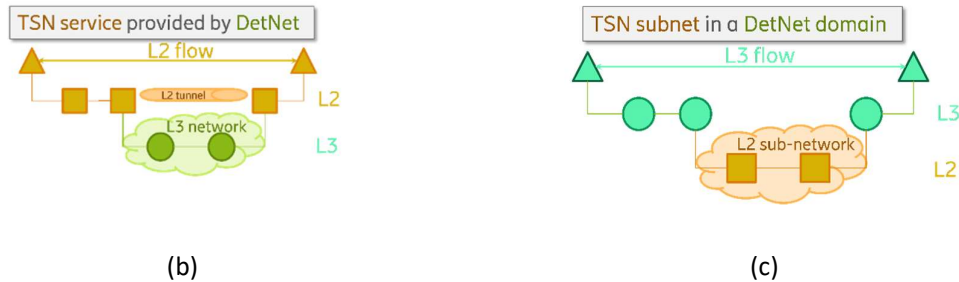 TSN service provided by DetNet
L2 flow
L2 tunnel
L2
L3 network
L3
(b)
TSN subnet in a DetNet domain
L3 flow
L3
L2 sub-network
L2
(c)